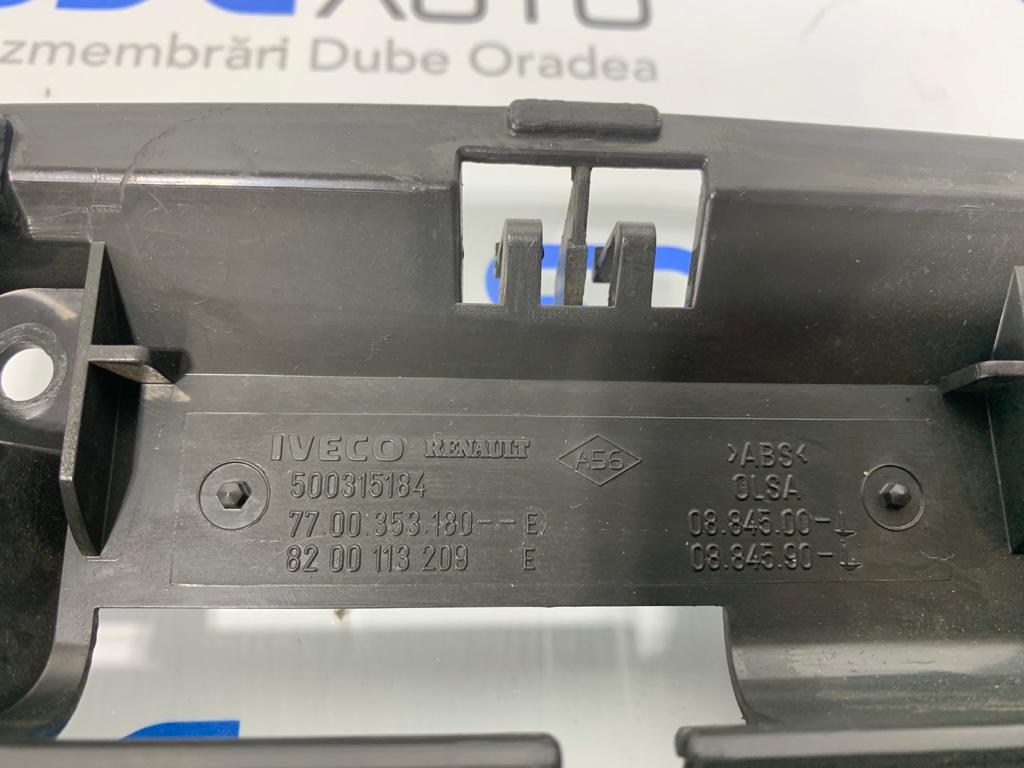 AUTO
zmembrări Dube Oradea
IVECO RENAULT A56 >ABS<
500315184 OLSA
77.00.353.180--E) 08.845.00-
82 00 113 209 E 08.845.90-